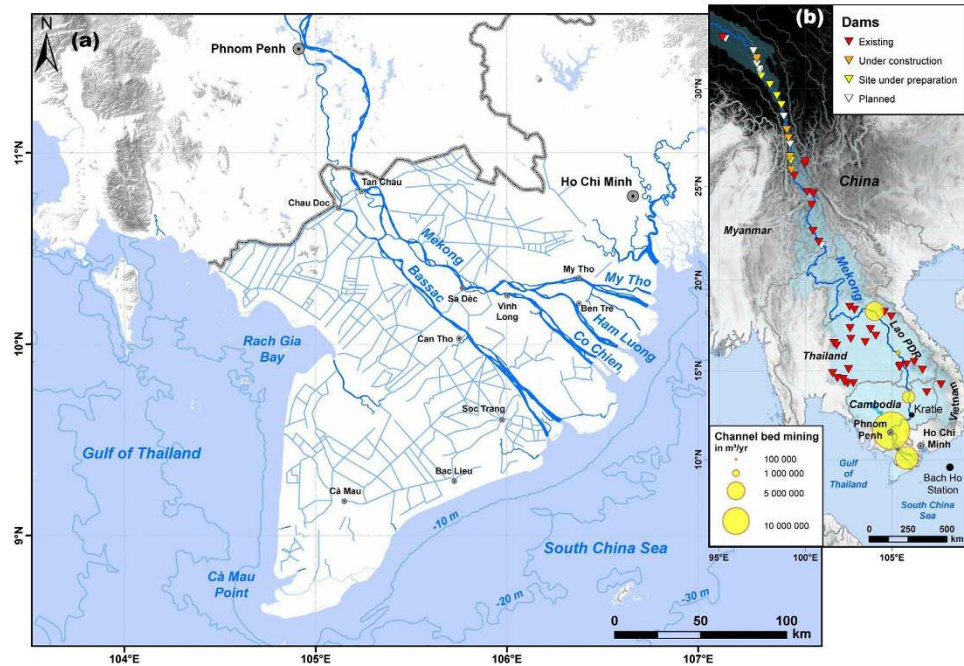 N
(a)
Phnom Penh
11°N
Tan Chau
Chau Doc
Ho Chi Minh
Mekong
Bassac
My Tho
My Tho
Sa Dèc
Vinh
Long
Ben Tre
Ham Luong
Co Chien
10°N
Rach Gia
Bay
Can Tho
Soc Trang
Gulf of Thailand
Bac Lieu
Cà Mau
9°N
-10 m
South China Sea
Cà Mau
Point
-20 m
-30 m
0 50 100
km
104°E 105°E 106°E 107°E
(b)
Dams
Existing
Under construction
Site under preparation
Planned
30°N
25°N
China
Myanmar
Mekong
20°N
Lao PDR
Thailand
15°N
Vietnam
Cambodia
Kratie
Phnom
Penh
Ho Chi
Minh
Channel bed mining
in m³/yr
100 000
1 000 000
5 000 000
10 000 000
10°N
Gulf
of
Thailand
Bach Ho
Station
South China
Sea
0 250 500
km
95°E 100°E 105°E